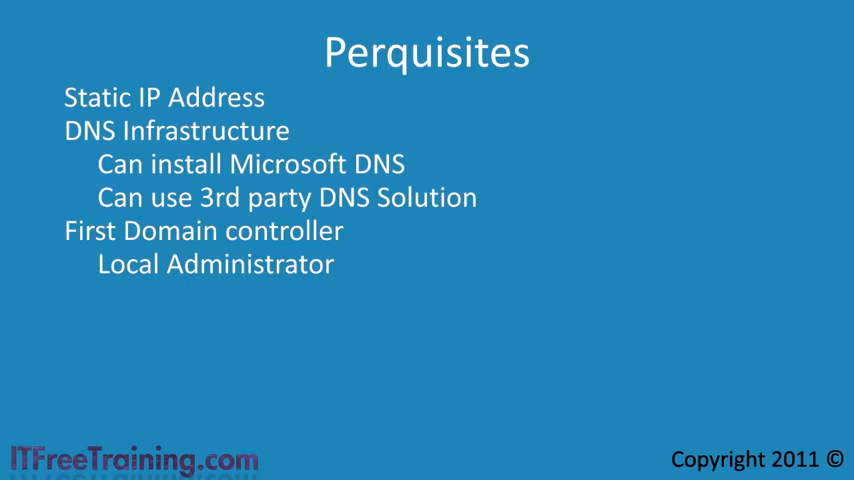 Perquisites
Static IP Address
DNS Infrastructure
Can install Microsoft DNS
Can use 3rd party DNS Solution
First Domain controller
Local Administrator
ITFreeTraining.com
Copyright 2011 ©